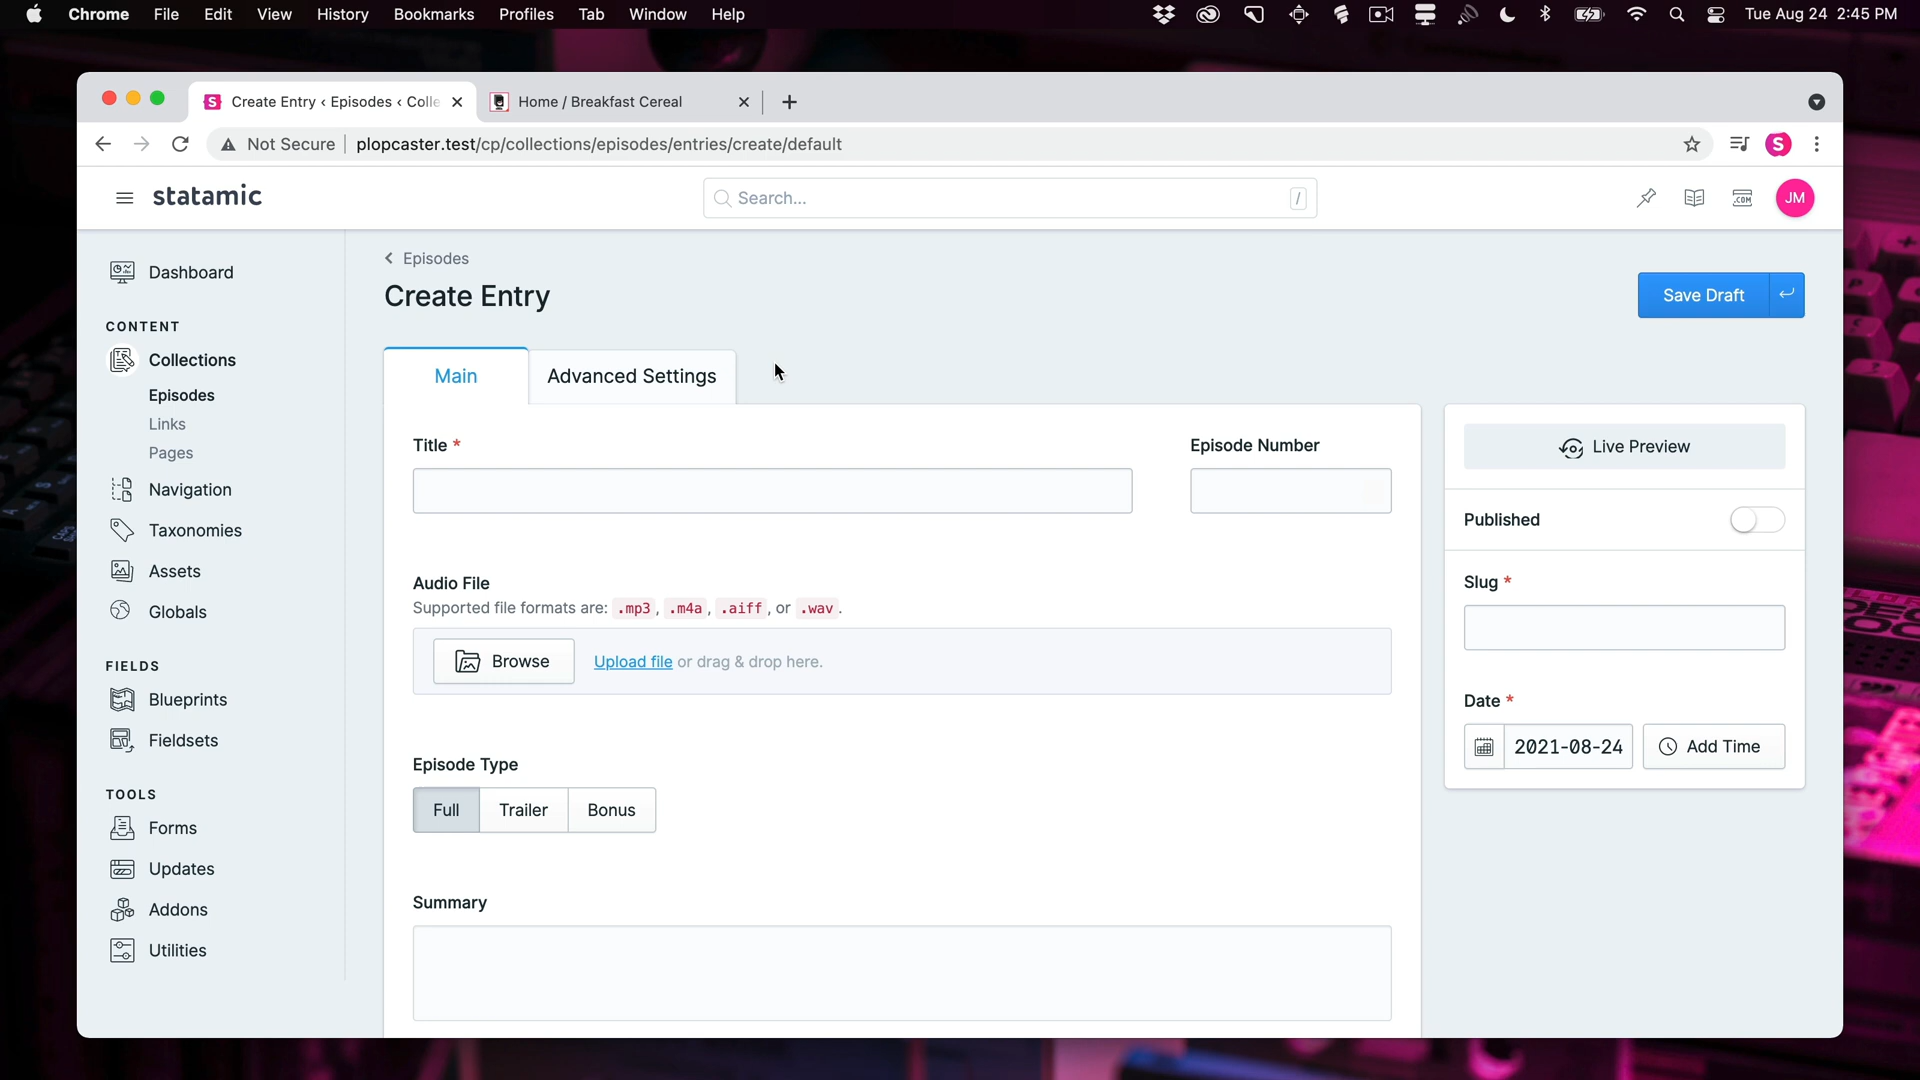 Chrome File Edit View History Bookmarks Profiles Tab Window Help Tue Aug 24 2:45 PM
S Create Entry ‹ Episodes ‹ Colle Home / Breakfast Cereal
Not Secure plopcaster.test/cp/collections/episodes/entries/create/default S
statamic Search... / .COM JM
Dashboard
CONTENT
Collections
Episodes
Links
Pages
Navigation
Taxonomies
Assets
Globals
FIELDS
Blueprints
Fieldsets
TOOLS
Forms
Updates
Addons
Utilities
Episodes
Create Entry
Save Draft
Main Advanced Settings
Title *
Episode Number
Audio File
Supported file formats are: .mp3, .m4a, .aiff, or .wav.
Browse Upload file or drag & drop here.
Episode Type
Full Trailer Bonus
Summary
Live Preview
Published
Slug *
Date *
2021-08-24 Add Time